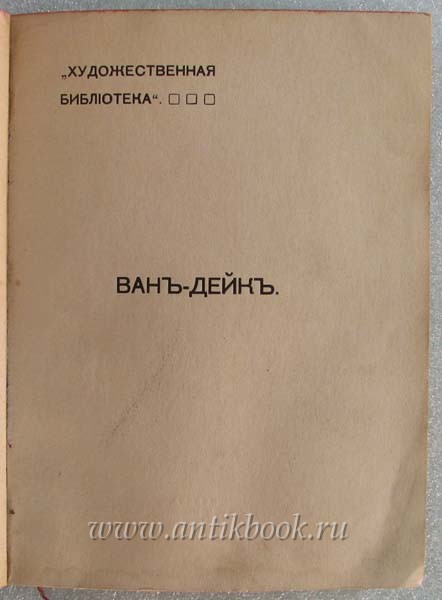 „ХУДОЖЕСТВЕННАЯ
БИБЛІОТЕКА“. □ □ □
ВАНЪ-ДЕЙКЪ.
www.antikbook.ru